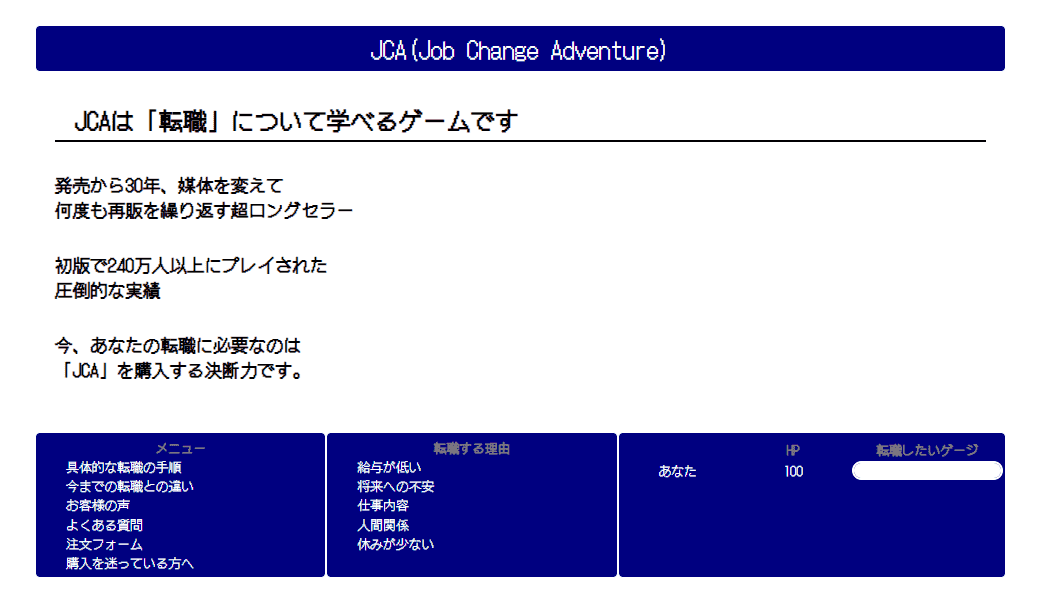 JCA(Job Change Adventure)
JCAは「転職」について学べるゲームです
発売から30年、媒体を変えて
何度も再販を繰り返す超ロングセラー
初版で240万人以上にプレイされた
圧倒的な実績
今、あなたの転職に必要なのは
「JCA」を購入する決断力です。
メニュー
具体的な転職の手順
今までの転職との違い
お客様の声
よくある質問
注文フォーム
購入を迷っている方へ
転職する理由
給与が低い
将来への不安
仕事内容
人間関係
休みが少ない
HP 転職したいゲージ
あなた 100